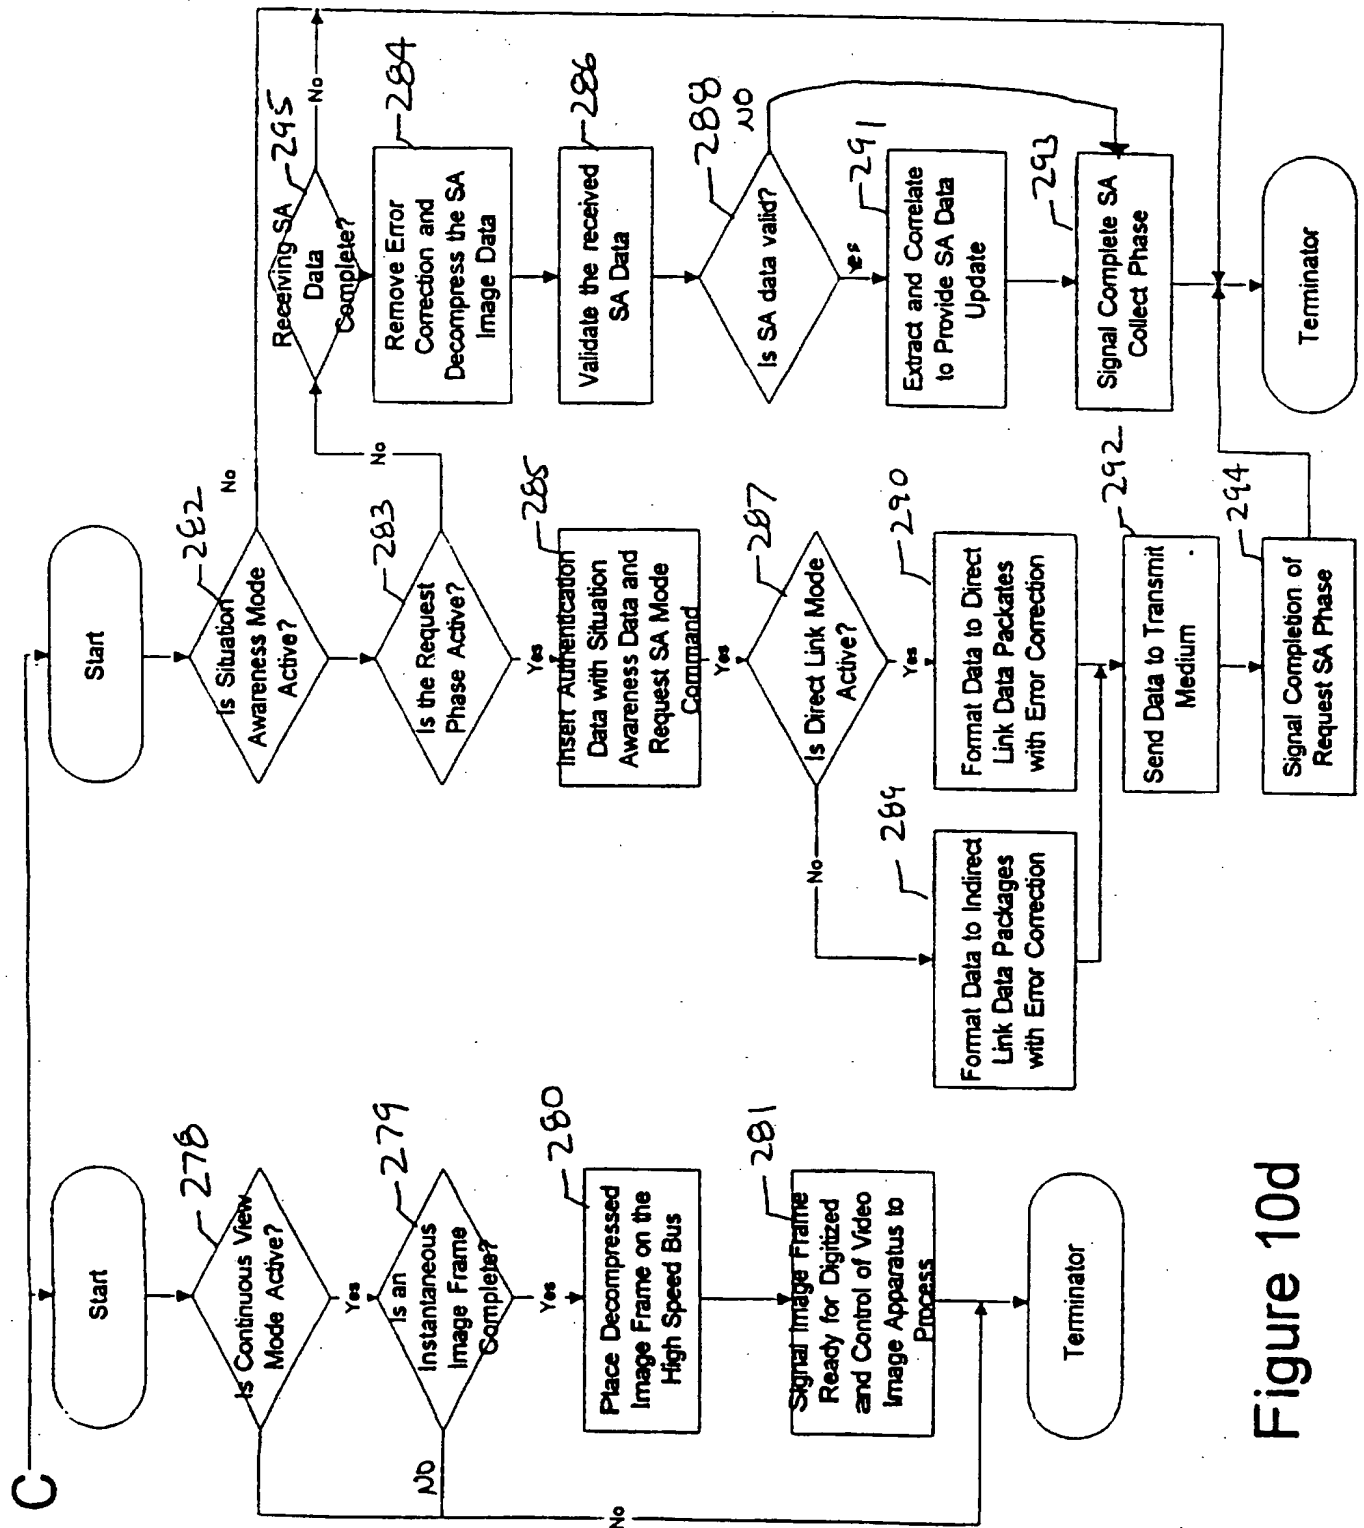 C
Start
278
Is Continuous View
Mode Active?
Yes
279
Is an
Instantaneous
Image Frame
Complete?
NO
Yes
280
Place Decompressed
Image Frame on the
High Speed Bus
281
Signal Image Frame
Ready for Digitized
and Control of Video
Image Apparatus to
Process
No
Terminator
Start
282
Is Situation
Awareness Mode
Active?
No
283
Is the Request
Phase Active?
No
Yes
285
Insert Authentication
Data with Situation
Awareness Data and
Request SA Mode
Command
Yes
287
Is Direct Link Mode
Active?
No
Yes
289
Format Data to Indirect
Link Data Packages
with Error Correction
290
Format Data to Direct
Link Data Packates
with Error Correction
292
Send Data to Transmit
Medium
294
Signal Completion of
Request SA Phase
295
Receiving SA
Data
Complete?
No
284
Remove Error
Correction and
Decompress the SA
Image Data
286
Validate the received
SA Data
288
NO
Is SA data valid?
Yes
291
Extract and Correlate
to Provide SA Data
Update
293
Signal Complete SA
Collect Phase
Terminator
Figure 10d